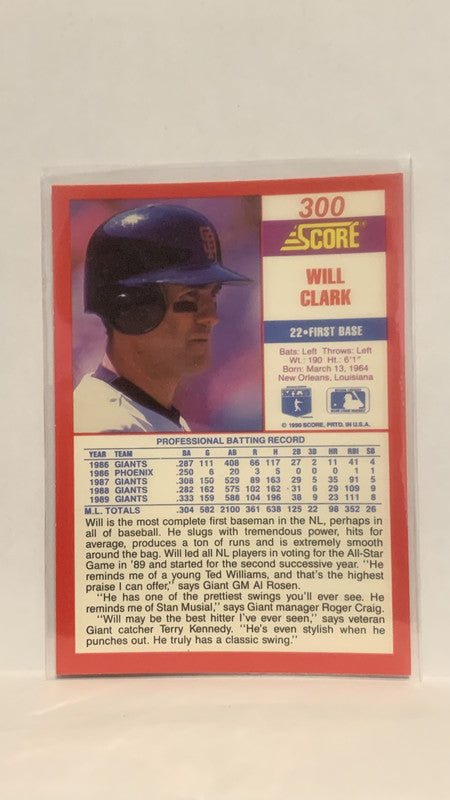 300
SCORE
WILL
CLARK
22•FIRST BASE
Bats: Left Throws: Left
Wt.: 190 Ht.: 6'1"
Born: March 13, 1964
New Orleans, Louisiana
© 1990 SCORE, PRTD. IN U.S.A.
PROFESSIONAL BATTING RECORD
YEAR TEAM BA G AB R H 2B 3B HR RBI SB
1986 GIANTS .287 111 408 66 117 27 2 11 41 4
1986 PHOENIX .250 6 20 3 5 0 0 0 1 1
1987 GIANTS .308 150 529 89 163 29 5 35 91 5
1988 GIANTS .282 162 575 102 162 31 6 29 109 9
1989 GIANTS .333 159 588 104 196 38 9 23 111 8
M.L. TOTALS .304 582 2100 361 638 125 22 98 352 26
Will is the most complete first baseman in the NL, perhaps in
all of baseball. He slugs with tremendous power, hits for
average, produces a ton of runs and is extremely smooth
around the bag. Will led all NL players in voting for the All-Star
Game in '89 and started for the second successive year. "He
reminds me of a young Ted Williams, and that's the highest
praise I can offer," says Giant GM Al Rosen.
"He has one of the prettiest swings you'll ever see. He
reminds me of Stan Musial," says Giant manager Roger Craig.
"Will may be the best hitter I've ever seen," says veteran
Giant catcher Terry Kennedy. "He's even stylish when he
punches out. He truly has a classic swing."